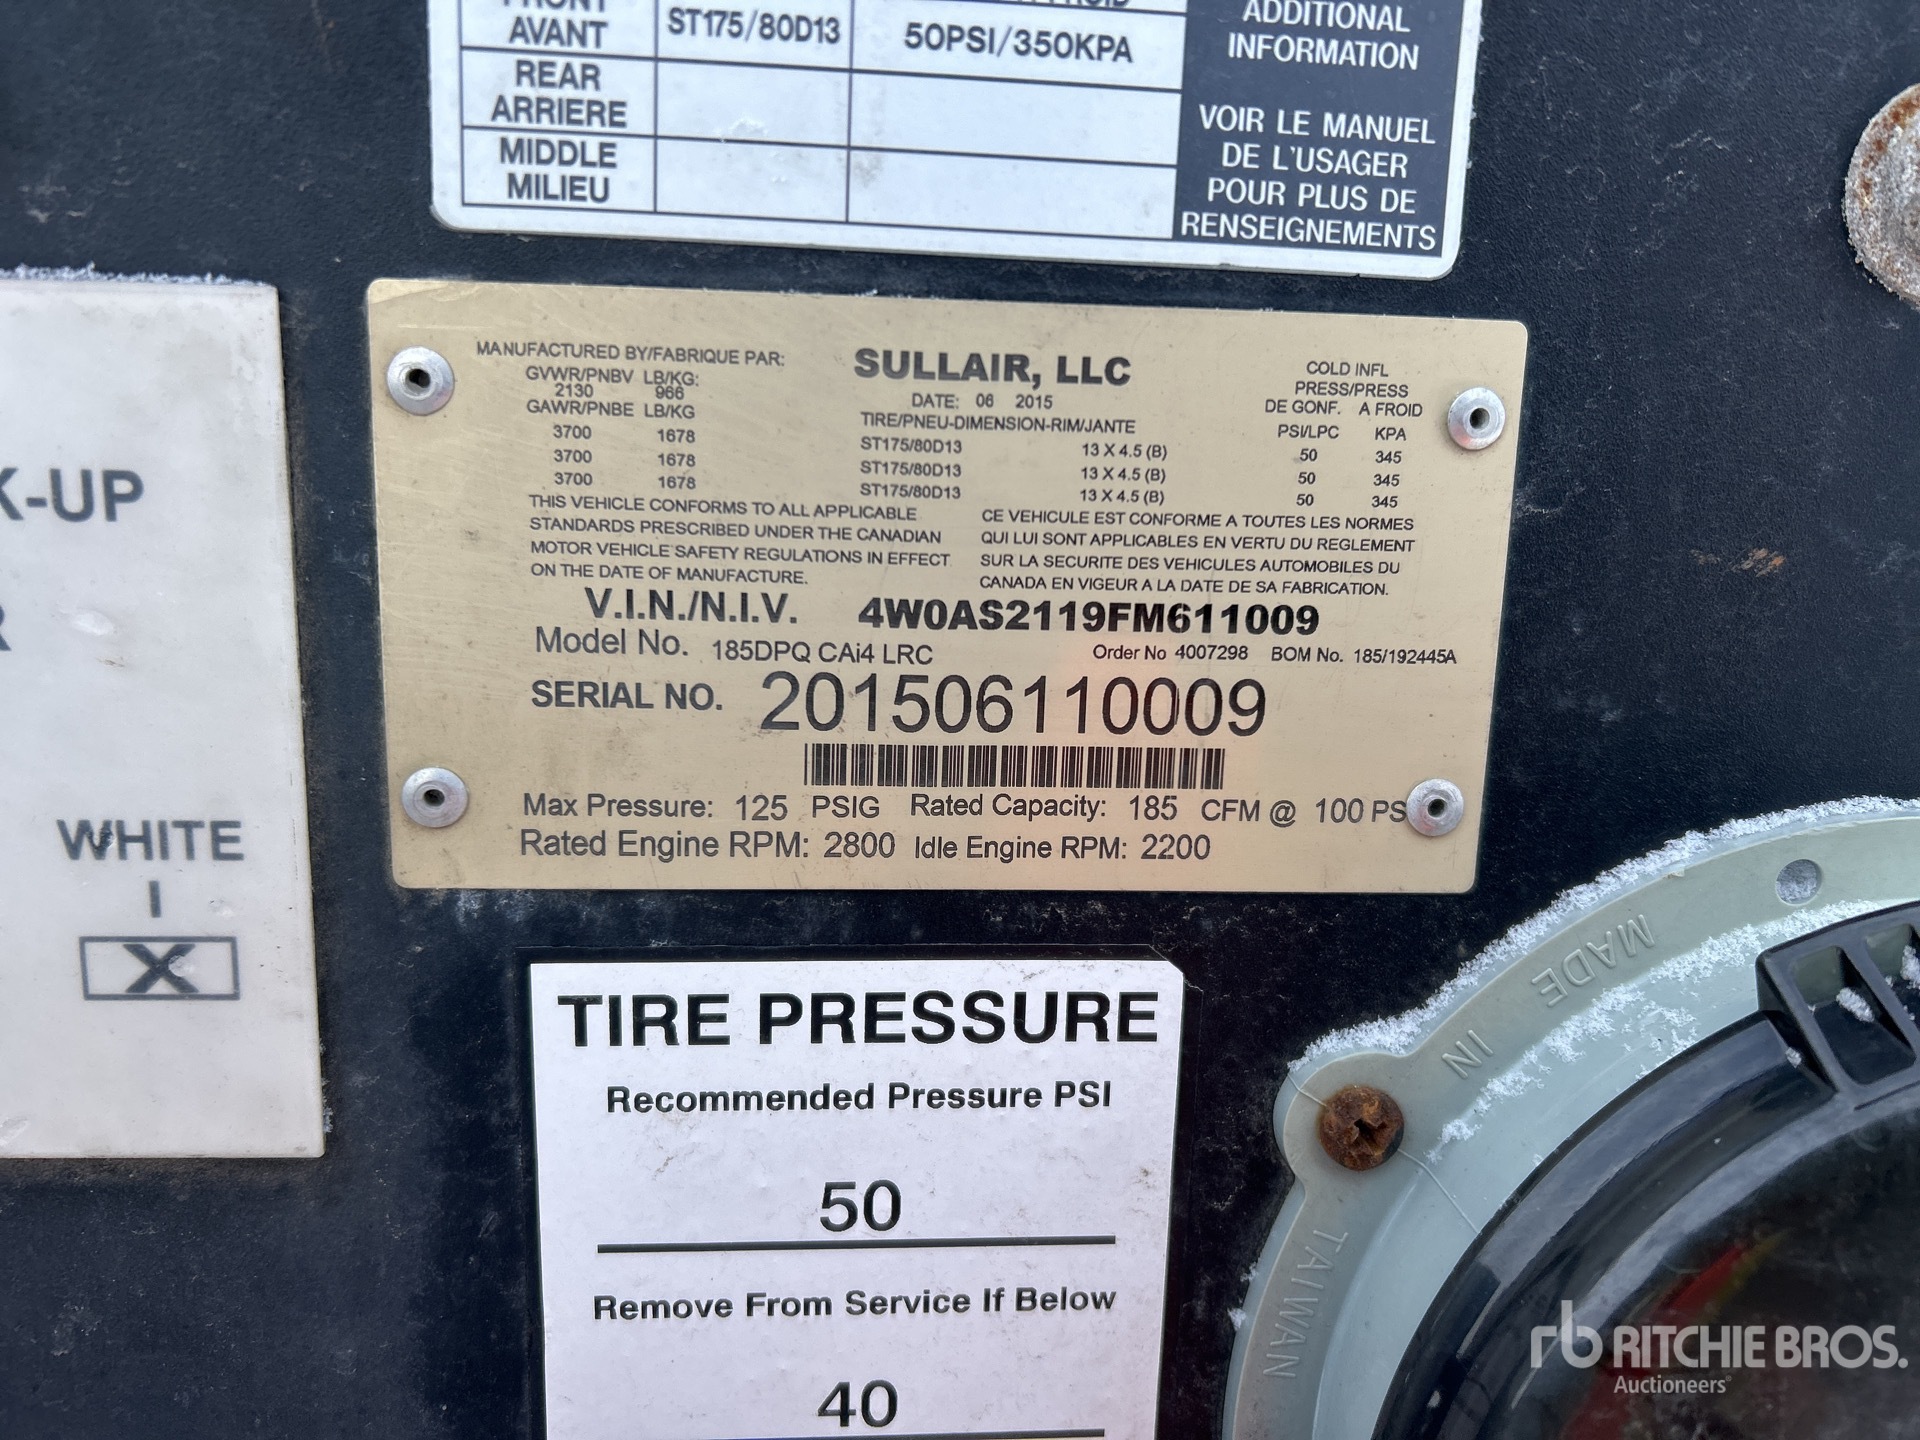 AVANT ST175/80D13 50PSI/350KPA
REAR
ARRIERE
MIDDLE
MILIEU
ADDITIONAL
INFORMATION
VOIR LE MANUEL
DE L'USAGER
POUR PLUS DE
RENSEIGNEMENTS
K-UP
R
WHITE
X
MANUFACTURED BY/FABRIQUE PAR: SULLAIR, LLC
GVWR/PNBV LB/KG:
2130 966
DATE: 06 2015
COLD INFL
PRESS/PRESS
DE GONF. A FROID
GAWR/PNBE LB/KG TIRE/PNEU-DIMENSION-RIM/JANTE PSI/LPC KPA
3700 1678 ST175/80D13 13 X 4.5 (B) 50 345
3700 1678 ST175/80D13 13 X 4.5 (B) 50 345
3700 1678 ST175/80D13 13 X 4.5 (B) 50 345
THIS VEHICLE CONFORMS TO ALL APPLICABLE
STANDARDS PRESCRIBED UNDER THE CANADIAN
MOTOR VEHICLE SAFETY REGULATIONS IN EFFECT
ON THE DATE OF MANUFACTURE.
CE VEHICULE EST CONFORME A TOUTES LES NORMES
QUI LUI SONT APPLICABLES EN VERTU DU REGLEMENT
SUR LA SECURITE DES VEHICULES AUTOMOBILES DU
CANADA EN VIGEUR A LA DATE DE SA FABRICATION.
V.I.N./N.I.V. 4W0AS2119FM611009
Model No. 185DPQ CAi4 LRC Order No 4007298 BOM No. 185/192445A
SERIAL NO. 201506110009
Max Pressure: 125 PSIG Rated Capacity: 185 CFM @ 100 PS
Rated Engine RPM: 2800 Idle Engine RPM: 2200
TIRE PRESSURE
Recommended Pressure PSI
50
Remove From Service If Below
40
MADE IN TAIWAN
rb RITCHIE BROS.
Auctioneers